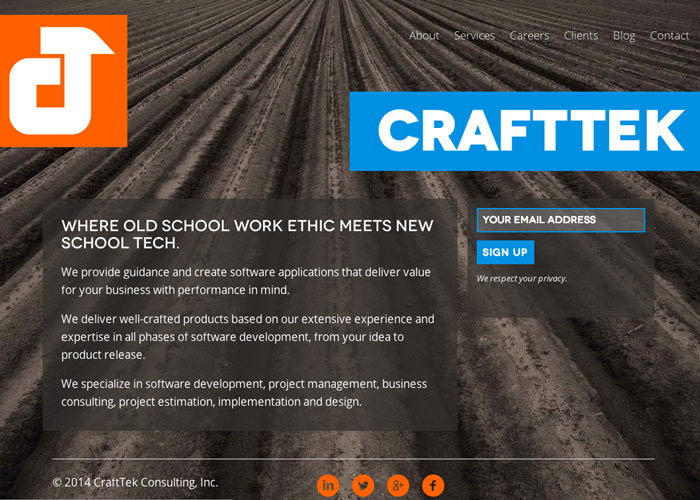 About Services Careers Clients Blog Contact
CRAFTTEK
WHERE OLD SCHOOL WORK ETHIC MEETS NEW
SCHOOL TECH.
We provide guidance and create software applications that deliver value
for your business with performance in mind.
We deliver well-crafted products based on our extensive experience and
expertise in all phases of software development, from your idea to
product release.
We specialize in software development, project management, business
consulting, project estimation, implementation and design.
YOUR EMAIL ADDRESS
SIGN UP
We respect your privacy.
© 2014 CraftTek Consulting, Inc.
in
g+
f